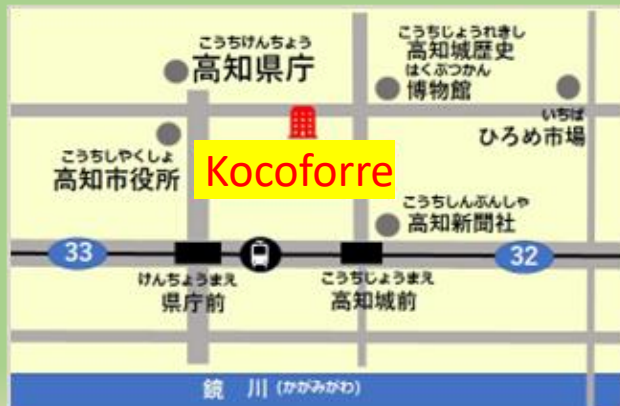 こうちけんちょう
高知県庁
こうちじょうれきし
高知城歴史
はくぶつかん
博物館
いちば
ひろめ市場
こうちしやくしょ
高知市役所
Kocoforre
こうちしんぶんしゃ
高知新聞社
33
32
けんちょうまえ
県庁前
こうちじょうまえ
高知城前
鏡 川 (かがみがわ)